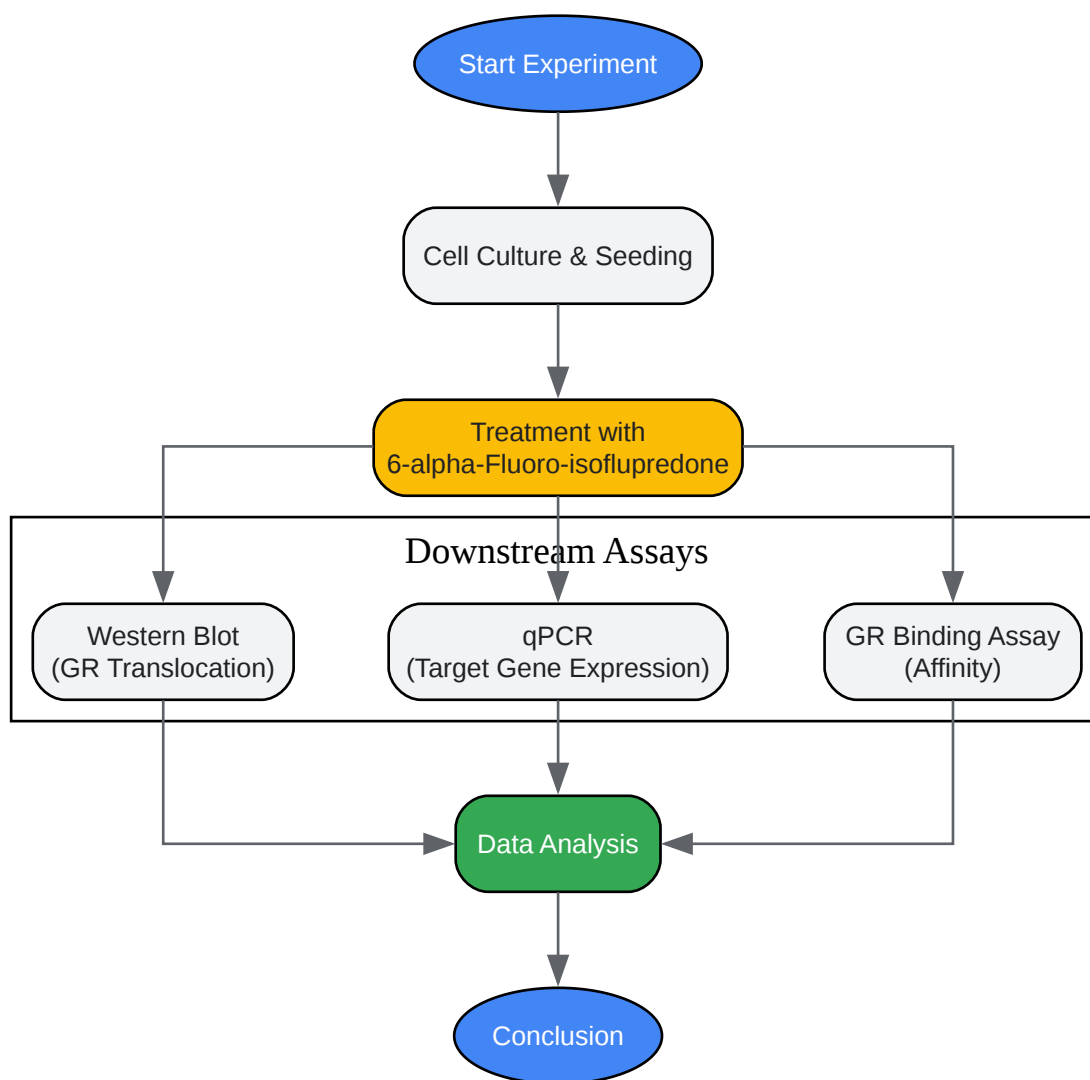 Start Experiment
Cell Culture & Seeding
Treatment with
6-alpha-Fluoro-isoflupredone
Downstream Assays
Western Blot
(GR Translocation)
qPCR
(Target Gene Expression)
GR Binding Assay
(Affinity)
Data Analysis
Conclusion